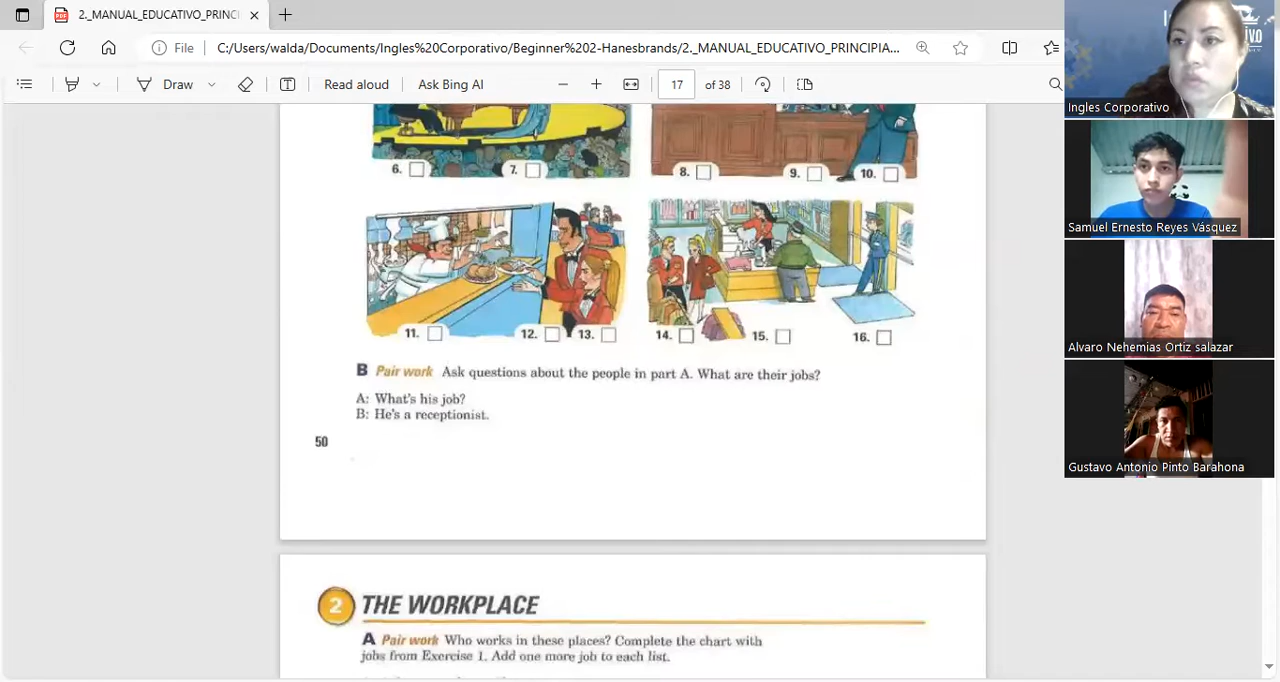 2._MANUAL_EDUCATIVO_PRINCI
File
C:/Users/walda/Documents/Ingles%20Corporativo/Beginner%202-Hanesbrands/2._MANUAL_EDUCATIVO_PRINCIPIA...
Draw
Read aloud
Ask Bing AI
17 of 38
6.
7.
8.
9.
10.
11.
12.
13.
14.
15.
16.
B Pair work Ask questions about the people in part A. What are their jobs?
A: What's his job?
B: He's a receptionist.
50
2 THE WORKPLACE
A Pair work Who works in these places? Complete the chart with
jobs from Exercise 1. Add one more job to each list.
Ingles Corporativo
Samuel Ernesto Reyes Vásquez
Alvaro Nehemias Ortiz salazar
Gustavo Antonio Pinto Barahona